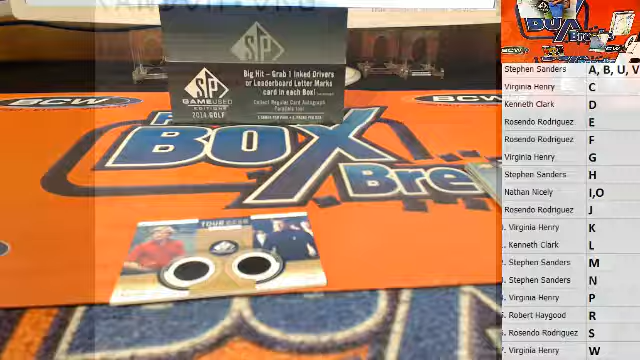 RANDOM.ORG
SP
Big Hit – Grab 1 Inked Drivers
or Leaderboard Letter Marks
card in each Box!
SP
GAME USED
EDITION
2014 GOLF
BCW
BCW
BOX
Bre
TOUR GEAR
Stephen Sanders A, B, U, V
Virginia Henry C
Kenneth Clark D
Rosendo Rodriguez E
Rosendo Rodriguez F
Virginia Henry G
Stephen Sanders H
Nathan Nicely I,O
Rosendo Rodriguez J
Virginia Henry K
Kenneth Clark L
Stephen Sanders M
Stephen Sanders N
Virginia Henry P
Robert Haygood R
Rosendo Rodriguez S
Virginia Henry W